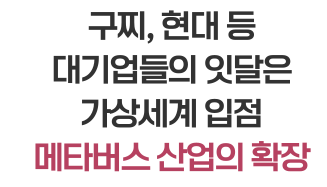 구찌, 현대 등
대기업들의 잇달은
가상세계 입점
메타버스 산업의 확장